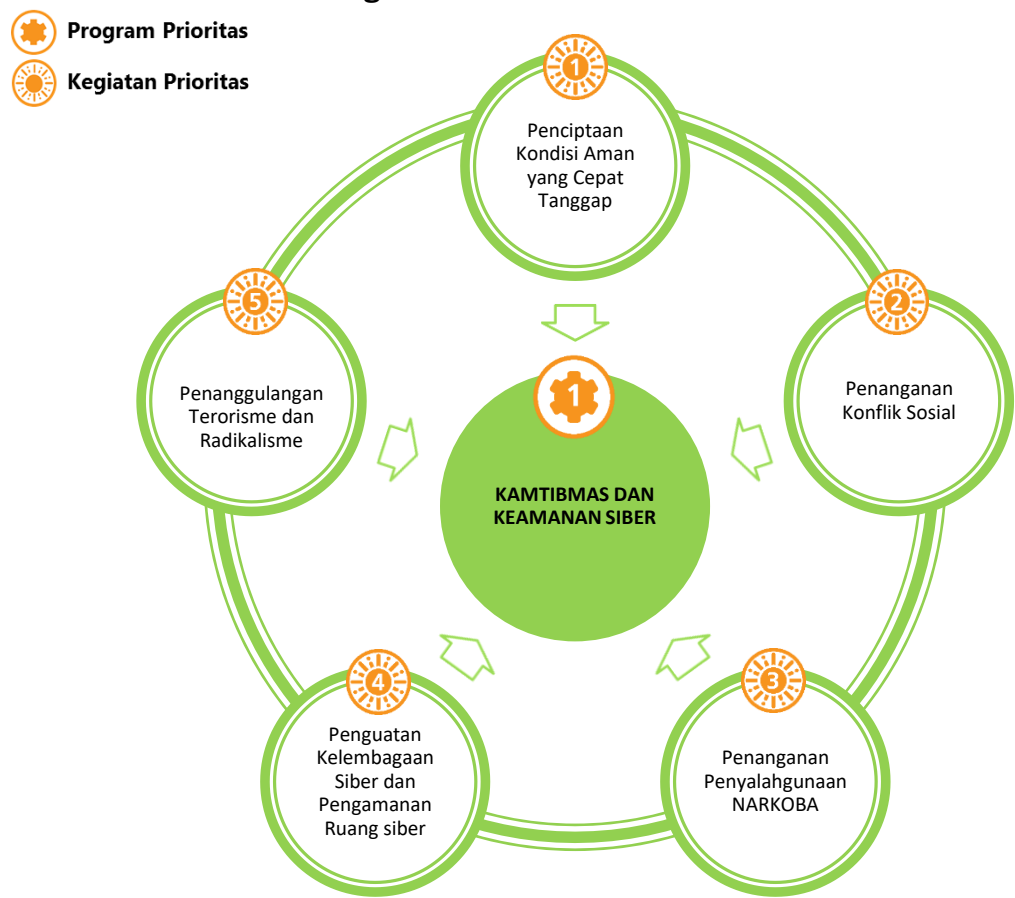 Program Prioritas
Kegiatan Prioritas
1
Penciptaan
Kondisi Aman
yang Cepat
Tanggap
2
Penanganan
Konflik Sosial
3
Penanganan
Penyalahgunaan
NARKOBA
4
Penguatan
Kelembagaan
Siber dan
Pengamanan
Ruang siber
5
Penanggulangan
Terorisme dan
Radikalisme
1
KAMTIBMAS DAN
KEAMANAN SIBER